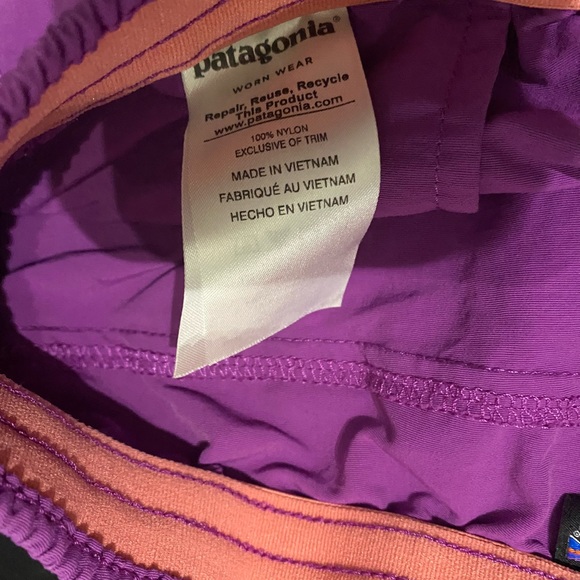 patagonia®
WORN WEAR
Repair, Reuse, Recycle
This Product
www.patagonia.com
100% NYLON
EXCLUSIVE OF TRIM
MADE IN VIETNAM
FABRIQUÉ AU VIETNAM
HECHO EN VIETNAM